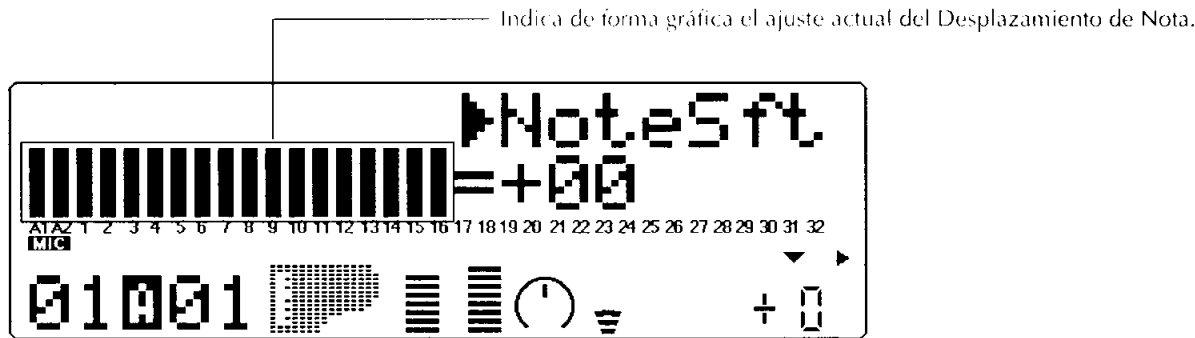 Indica de forma gráfica el ajuste actual del Desplazamiento de Nota.
NoteSft
=+00
A1 A2 1 2 3 4 5 6 7 8 9 10 11 12 13 14 15 16 17 18 19 20 21 22 23 24 25 26 27 28 29 30 31 32
MIC
01 A 01 + 0